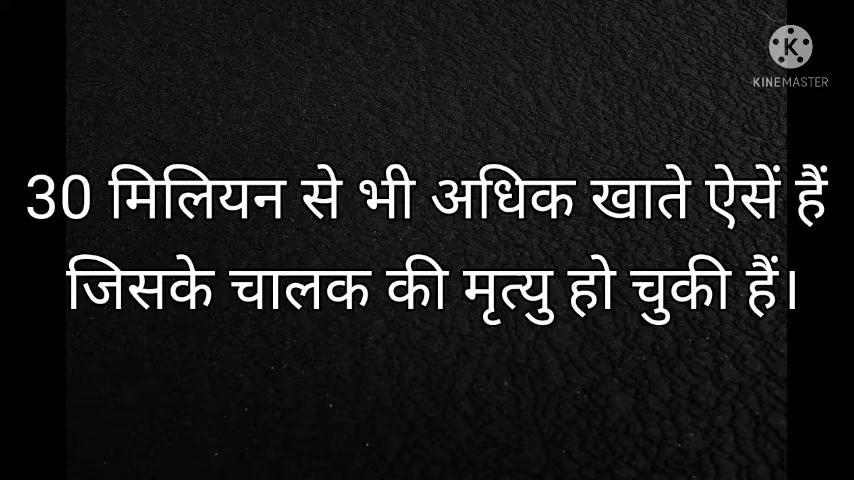 KINEMASTER
30 मिलियन से भी अधिक खाते ऐसें हैं
जिसके चालक की मृत्यु हो चुकी हैं।